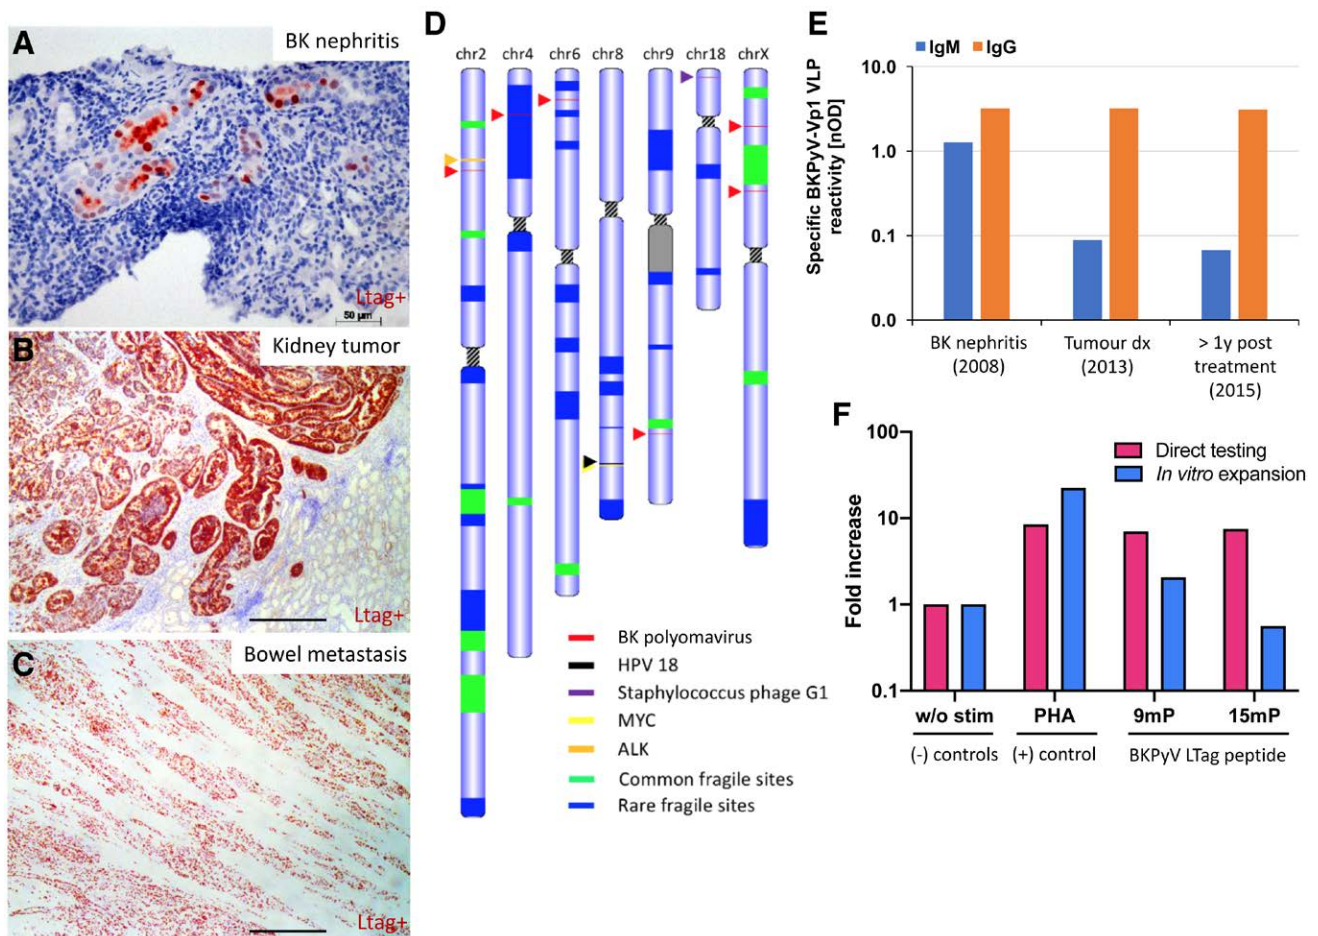 A
BK nephritis
Ltag+
50 µm
B
Kidney tumor
Ltag+
C
Bowel metastasis
Ltag+
D
chr2 chr4 chr6 chr8 chr9 chr18 chrX
BK polyomavirus
HPV 18
Staphylococcus phage G1
MYC
ALK
Common fragile sites
Rare fragile sites
E
IgM IgG
Specific BKPyV-Vp1 VLP
reactivity [nOD]
10.0
1.0
0.1
0.0
BK nephritis
(2008)
Tumour dx
(2013)
> 1y post
treatment
(2015)
F
Direct testing
In vitro expansion
Fold increase
100
10
1
0.1
w/o stim PHA 9mP 15mP
(-) controls (+) control BKPyV LTag peptide